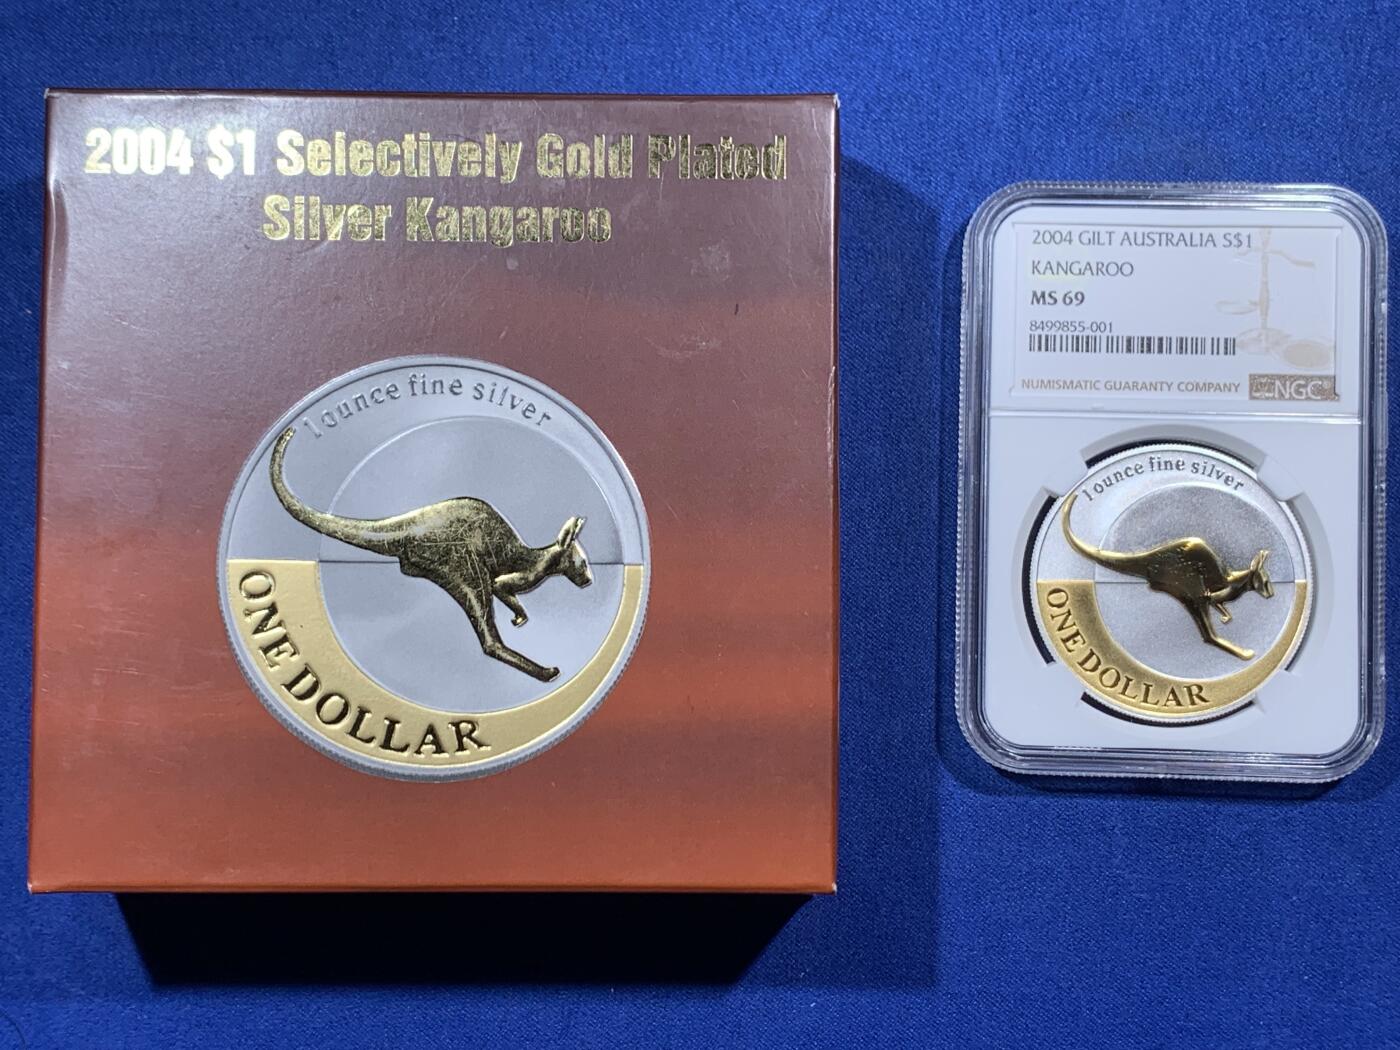 2004 $1 Selectively Gold Plated
Silver Kangaroo
1 ounce fine silver
ONE DOLLAR
2004 GILT AUSTRALIA S$1
KANGAROO
MS 69
8499855-001
NUMISMATIC GUARANTY COMPANY NGC
1 ounce fine silver
ONE DOLLAR